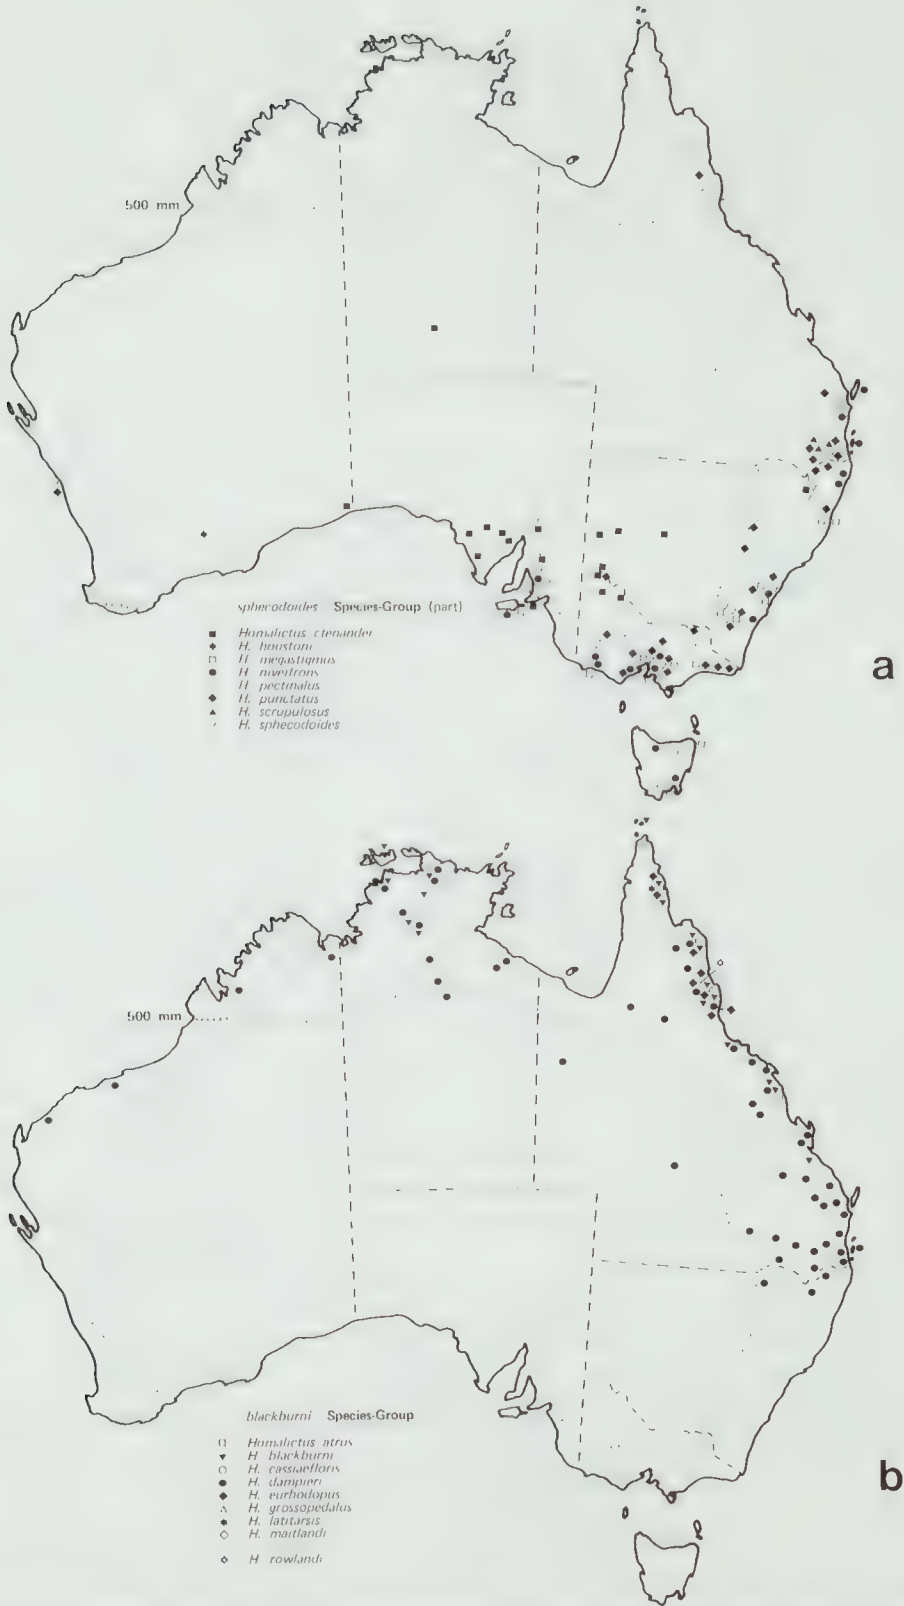 500 mm
sphecodoides Species-Group (part)
Homalictus ctenander
H. houstoni
H. megastigmus
H. niveifrons
H. pectinalus
H. punctatus
H. scrupulosus
H. sphecodoides
a
500 mm
blackburni Species-Group
Homalictus atrus
H. blackburni
H. cassiaefloris
H. dampieri
H. eurhodopus
H. grossopedalus
H. latitarsis
H. maitlandi
H. rowlandi
b